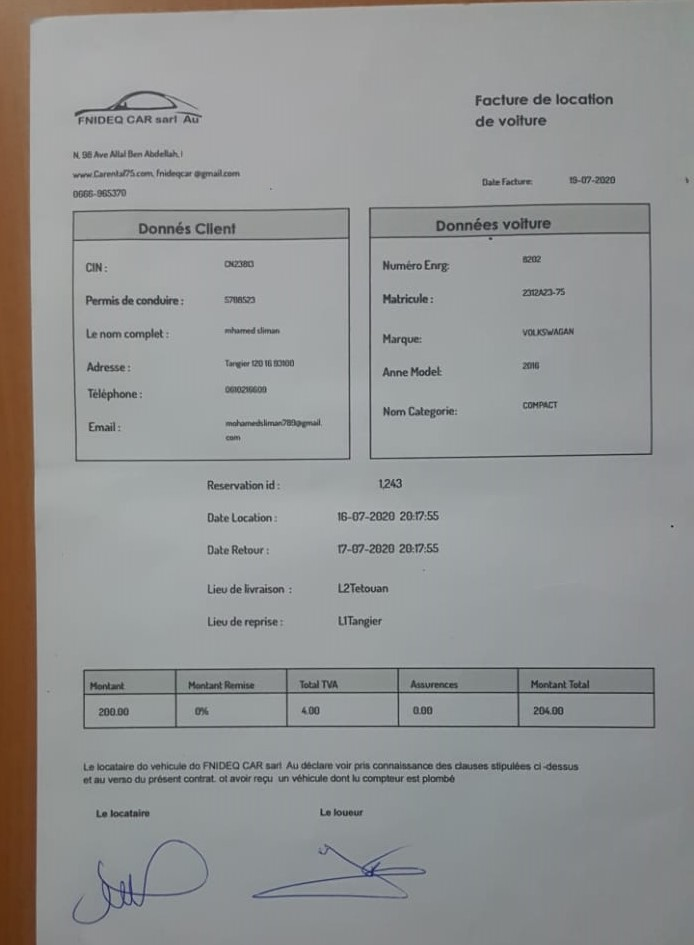 FNIDEQ CAR sarl Au
Facture de location
de voiture
N, 98 Ave Allal Ben Abdellah, I
www.Carental75.com, fnideqcar @gmail.com
0666-965370
Date Facture: 19-07-2020
Donnés Client
CIN :
Permis de conduire : 5788523
Le nom complet : mhamed sliman
Adresse : Tangier 120 16 93100
Téléphone : 0610216609
Email : mohamedsliman789@gmail.
com
Données voiture
Numéro Enrg: 8202
Matricule : 2312A23-75
Marque: VOLKSWAGAN
Anne Model: 2016
Nom Categorie: COMPACT
Reservation id : 1,243
Date Location : 16-07-2020 20:17:55
Date Retour : 17-07-2020 20:17:55
Lieu de livraison : L2Tetouan
Lieu de reprise : L1Tangier
Montant Montant Remise Total TVA Assurences Montant Total
200.00 0% 4.00 0.00 204.00
Le locataire do vehicule do FNIDEQ CAR sarl Au déclare voir pris connaissance des clauses stipulées ci -dessus
et au verso du présent contrat. ot avoir reçu un véhicule dont lu compteur est plombé
Le locataire Le loueur